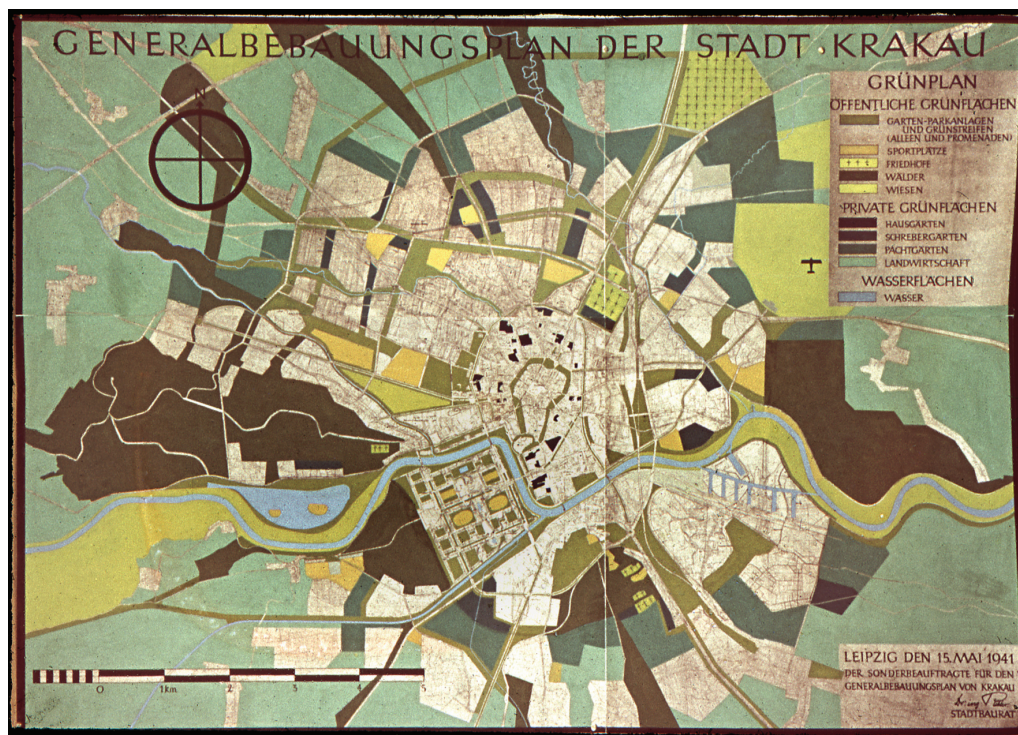 GENERALBEBAUUNGSPLAN DER STADT KRAKAU
N
GRÜNPLAN
ÖFFENTLICHE GRÜNFLÄCHEN
GARTEN-PARKANLAGEN
UND GRÜNSTREIFEN
(ALLEEN UND PROMENADEN)
SPORTPLÄTZE
FRIEDHÖFE
WÄLDER
WIESEN
PRIVATE GRÜNFLÄCHEN
HAUSGÄRTEN
SCHREBERGÄRTEN
PACHTGÄRTEN
LANDWIRTSCHAFT
WASSERFLÄCHEN
WASSER
0 1km 2 3 4 5
LEIPZIG DEN 15. MAI 1941
DER SONDERBEAUFTRAGTE FÜR DEN
GENERALBEBAUUNGSPLAN VON KRAKAU
STADTBAURAT